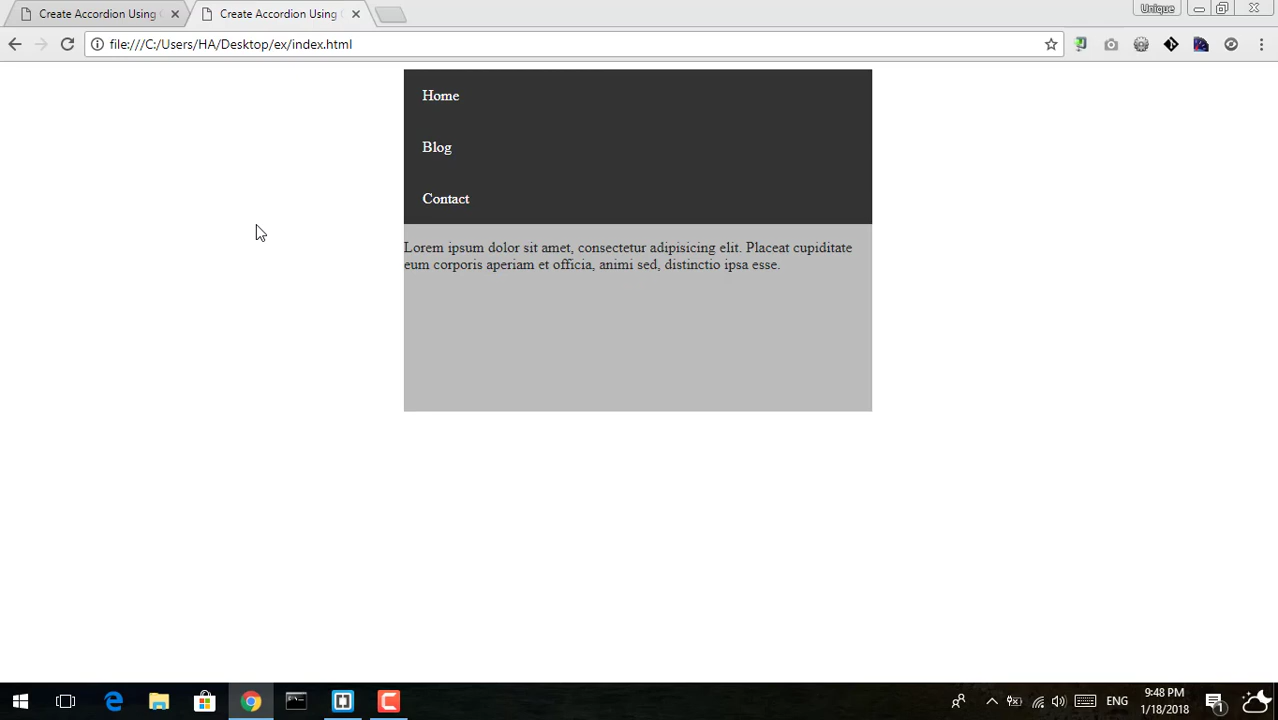 Create Accordion Using
Create Accordion Using
Unique
file:///C:/Users/HA/Desktop/ex/index.html
Home
Blog
Contact
Lorem ipsum dolor sit amet, consectetur adipisicing elit. Placeat cupiditate
eum corporis aperiam et officia, animi sed, distinctio ipsa esse.
ENG
9:48 PM
1/18/2018
1